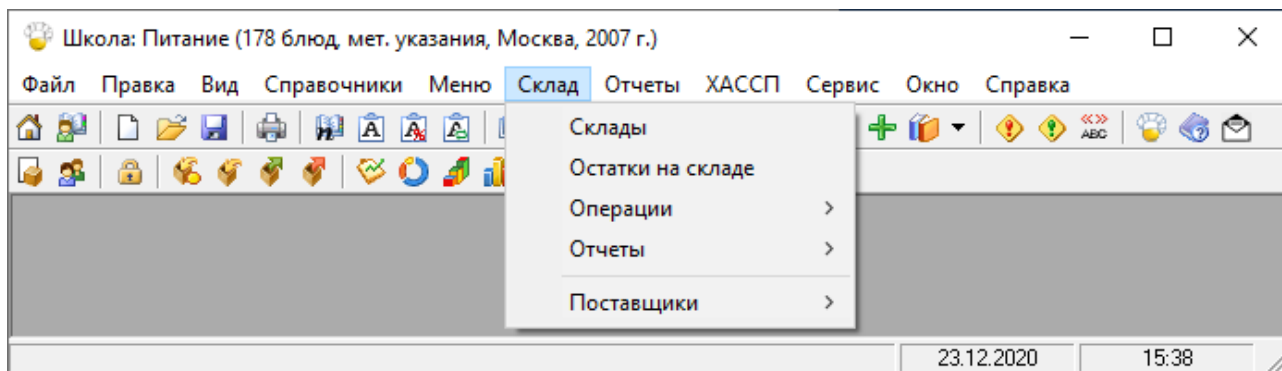 Школа: Питание (178 блюд, мет. указания, Москва, 2007 г.)
Файл Правка Вид Справочники Меню Склад Отчеты ХАССП Сервис Окно Справка
ABC
Склады
Остатки на складе
Операции
Отчеты
Поставщики
23.12.2020 15:38